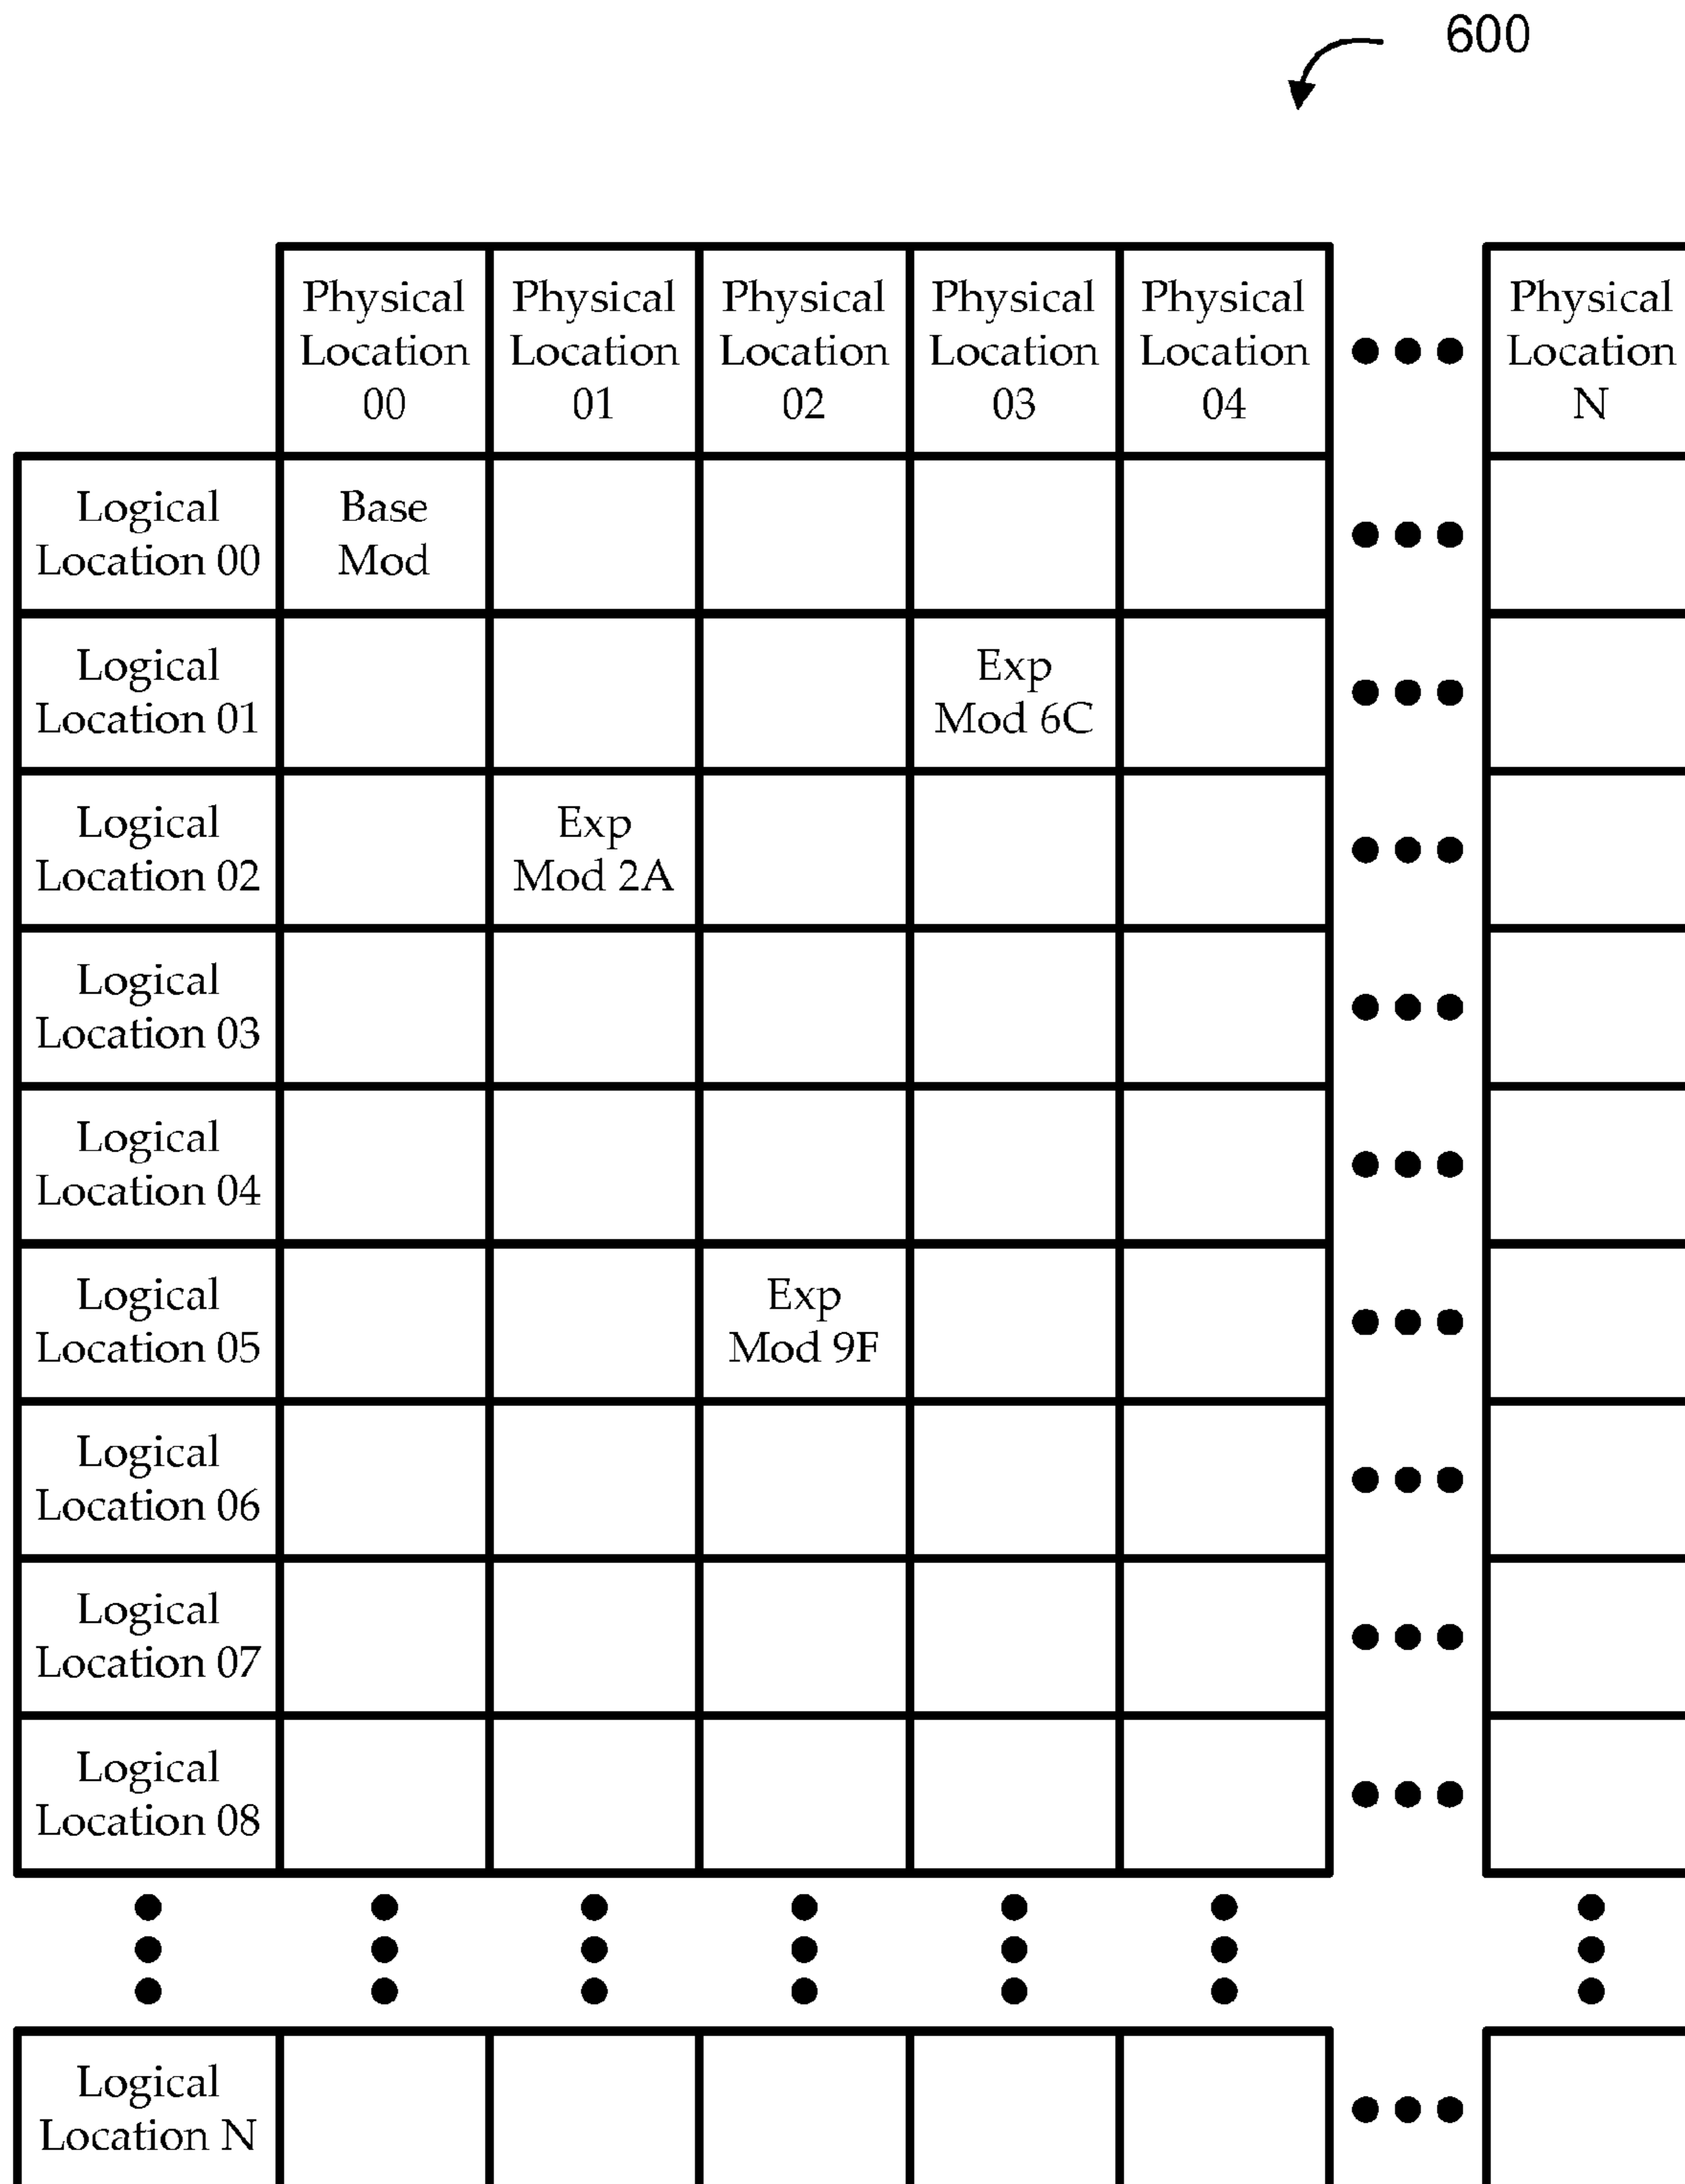 600
Physical Location 00
Physical Location 01
Physical Location 02
Physical Location 03
Physical Location 04
Physical Location N
Logical Location 00
Base Mod
Logical Location 01
Exp Mod 6C
Logical Location 02
Exp Mod 2A
Logical Location 03
Logical Location 04
Logical Location 05
Exp Mod 9F
Logical Location 06
Logical Location 07
Logical Location 08
Logical Location N